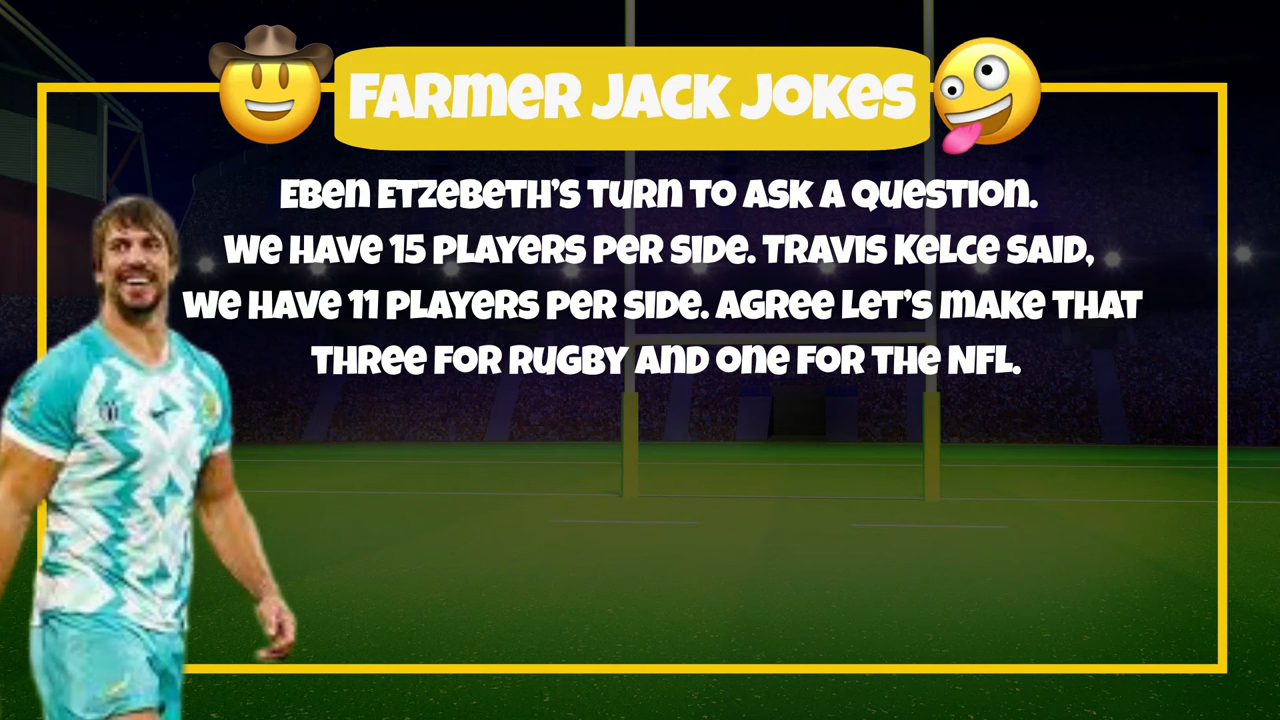 Farmer Jack Jokes
Eben Etzebeth's turn to ask a question.
We have 15 players per side. Travis Kelce said,
we have 11 players per side. Agree let's make that
three for rugby and one for the NFL.